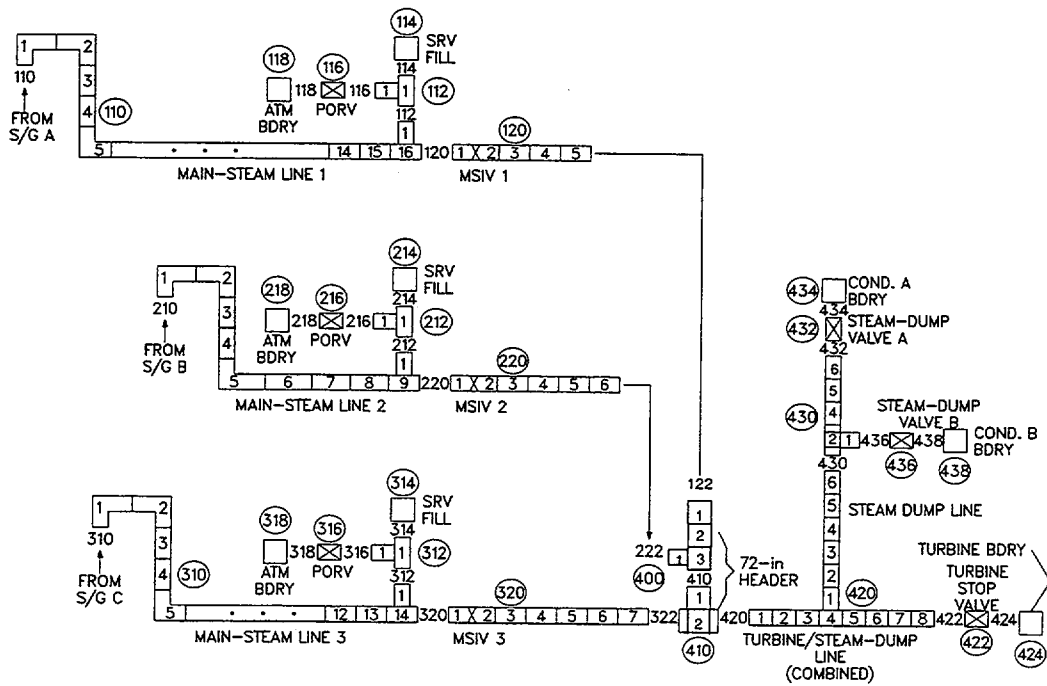 114
SRV
FILL
118
116
1
2
114
110
3
118
116
1
1
112
FROM
S/G A
4
110
ATM
BDRY
PORV
112
1
120
5
14
15
16
120
1
2
3
4
5
MAIN-STEAM LINE 1
MSIV 1
214
SRV
FILL
1
2
218
216
214
210
3
218
216
1
1
212
FROM
S/G B
4
ATM
BDRY
PORV
212
1
220
5
6
7
8
9
220
1
2
3
4
5
6
MAIN-STEAM LINE 2
MSIV 2
434
COND. A
BDRY
434
432
STEAM-DUMP
VALVE A
432
6
5
430
4
STEAM-DUMP
VALVE B
2
1
436
438
COND. B
BDRY
430
436
438
314
SRV
FILL
1
2
318
316
314
310
3
318
316
1
1
312
FROM
S/G C
4
310
ATM
BDRY
PORV
312
1
320
5
12
13
14
320
1
2
3
4
5
6
7
322
MAIN-STEAM LINE 3
MSIV 3
122
1
2
222
1
3
400
410
1
2
410
72-in
HEADER
6
5
4
3
2
1
STEAM DUMP LINE
420
420
1
2
3
4
5
6
7
8
422
424
TURBINE/STEAM-DUMP
LINE
(COMBINED)
422
424
TURBINE BDRY
TURBINE
STOP
VALVE